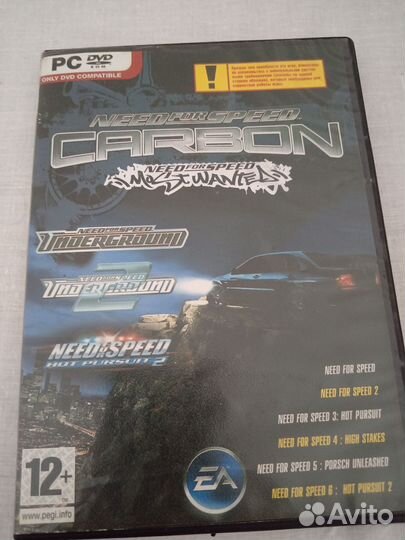 PC DVD
ROM
ONLY DVD COMPATIBLE
!
NEED FOR SPEED
CARBON
NEED FOR SPEED
MOST WANTED
NEED FOR SPEED
UNDERGROUND
NEED FOR SPEED
UNDERGROUND 2
NEED FOR SPEED
HOT PURSUIT 2
NEED FOR SPEED
NEED FOR SPEED 2
NEED FOR SPEED 3: HOT PURSUIT
NEED FOR SPEED 4 : HIGH STAKES
NEED FOR SPEED 5 : PORSCH UNLEASHED
NEED FOR SPEED 6 : HOT PURSUIT 2
12+
www.pegi.info
EA
Avito